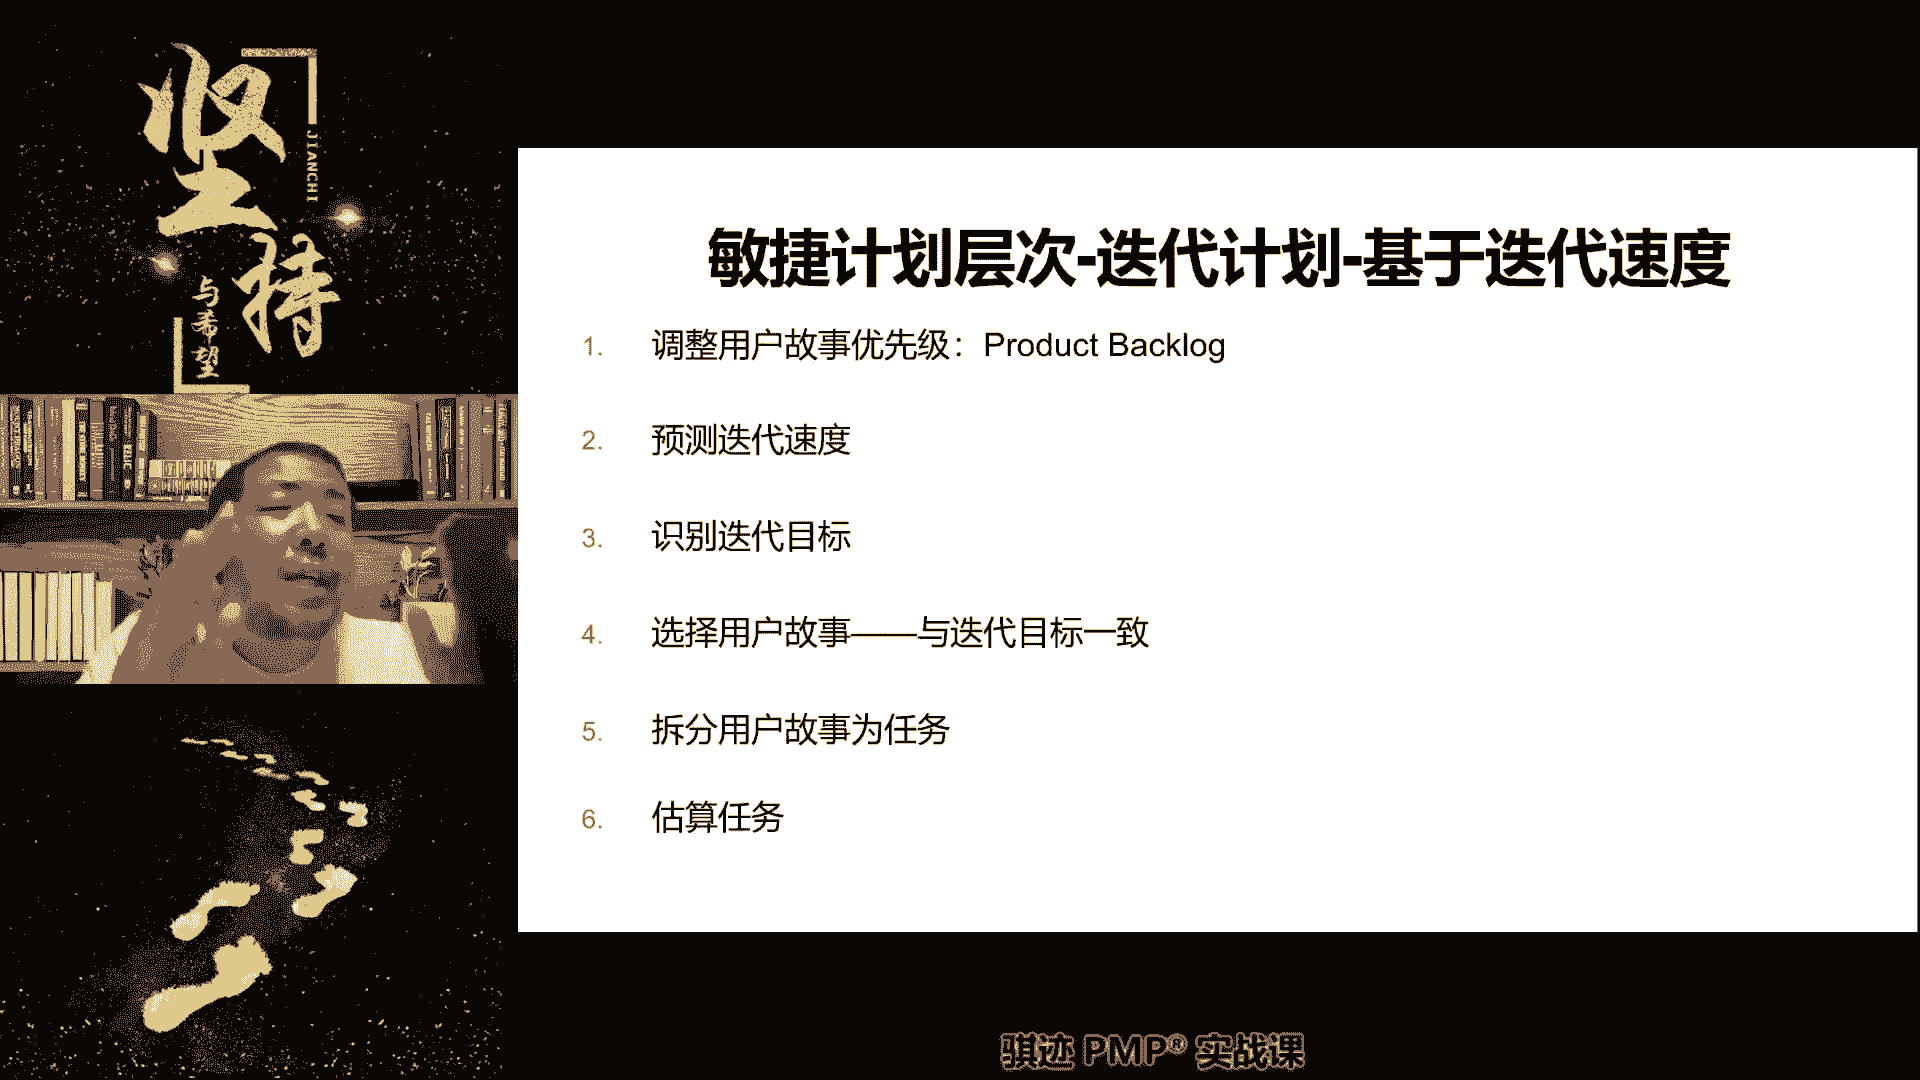 坚持
JIANCHI
与希望
敏捷计划层次-迭代计划-基于迭代速度
1. 调整用户故事优先级：Product Backlog
2. 预测迭代速度
3. 识别迭代目标
4. 选择用户故事——与迭代目标一致
5. 拆分用户故事为任务
6. 估算任务
骐迹 PMP® 实战课